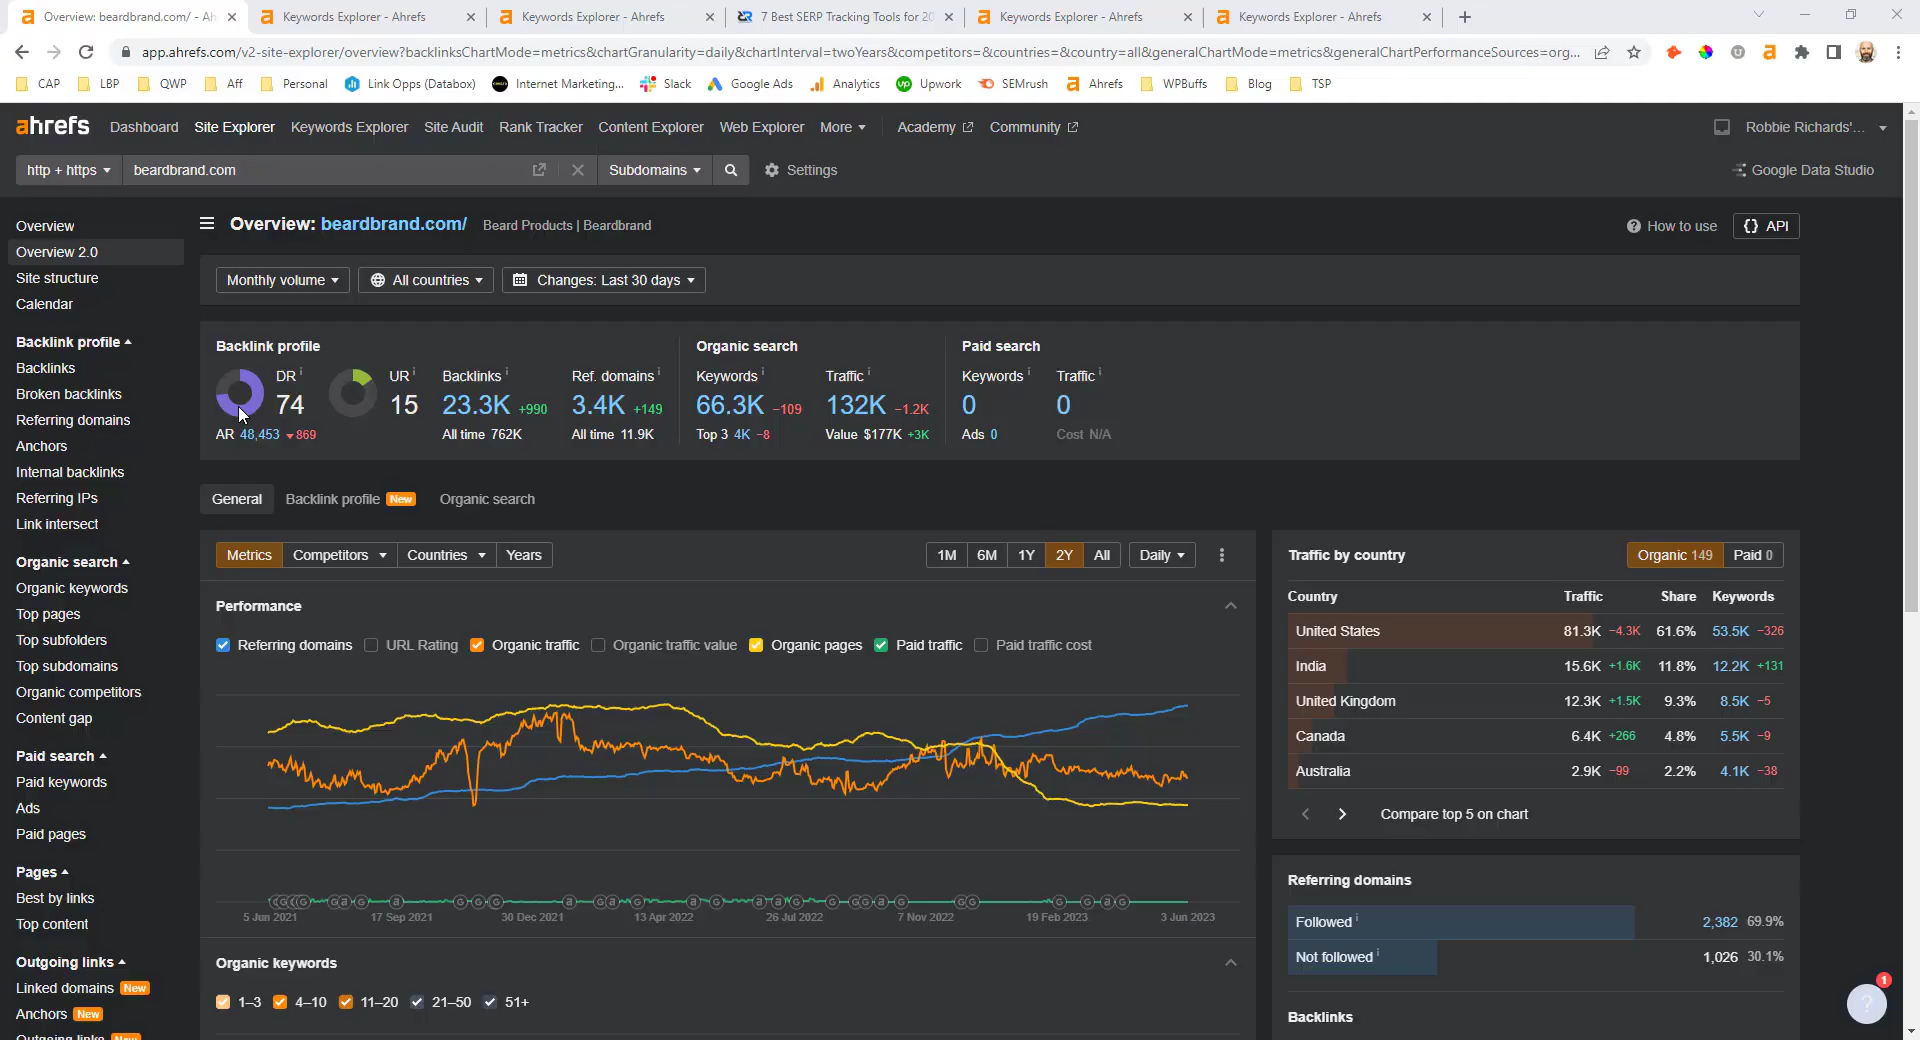 Overview: beardbrand.com/ - Ah
Keywords Explorer - Ahrefs
Keywords Explorer - Ahrefs
7 Best SERP Tracking Tools for 20
Keywords Explorer - Ahrefs
Keywords Explorer - Ahrefs
app.ahrefs.com/v2-site-explorer/overview?backlinksChartMode=metrics&chartGranularity=daily&chartInterval=twoYears&competitors=&countries=&country=all&generalChartMode=metrics&generalChartPerformanceSources=org...
CAP LBP QWP Aff Personal Link Opps (Databox) Internet Marketing... Slack Google Ads Analytics Upwork SEMrush Ahrefs WPBuffs Blog TSP
ahrefs Dashboard Site Explorer Keywords Explorer Site Audit Rank Tracker Content Explorer Web Explorer More Academy Community Robbie Richards'...
http + https beardbrand.com Subdomains Settings Google Data Studio
Overview
Overview 2.0
Site structure
Calendar
Backlink profile
Backlinks
Broken backlinks
Referring domains
Anchors
Internal backlinks
Referring IPs
Link intersect
Organic search
Organic keywords
Top pages
Top subfolders
Top subdomains
Organic competitors
Content gap
Paid search
Paid keywords
Ads
Paid pages
Pages
Best by links
Top content
Outgoing links
Linked domains New
Anchors New
Outgoing links New
Overview: beardbrand.com/ Beard Products | Beardbrand
How to use {} API
Monthly volume All countries Changes: Last 30 days
Backlink profile
DR
74
AR 48,453 869
UR
15
Backlinks
23.3K +990
All time 762K
Ref. domains
3.4K +149
All time 11.9K
Organic search
Keywords
66.3K −109
Top 3 4K −8
Traffic
132K −1.2K
Value $177K +3K
Paid search
Keywords
0
Ads 0
Traffic
0
Cost N/A
General Backlink profile New Organic search
Metrics Competitors Countries Years 1M 6M 1Y 2Y All Daily
Performance
Referring domains URL Rating Organic traffic Organic traffic value Organic pages Paid traffic Paid traffic cost
5 Jun 2021 17 Sep 2021 30 Dec 2021 13 Apr 2022 26 Jul 2022 7 Nov 2022 19 Feb 2023 3 Jun 2023
Organic keywords
1–3 4–10 11–20 21–50 51+
Traffic by country Organic 149 Paid 0
Country Traffic Share Keywords
United States 81.3K −4.3K 61.6% 53.5K −326
India 15.6K +1.6K 11.8% 12.2K +131
United Kingdom 12.3K +1.5K 9.3% 8.5K −5
Canada 6.4K +266 4.8% 5.5K −9
Australia 2.9K −99 2.2% 4.1K −38
Compare top 5 on chart
Referring domains
Followed 2,382 69.9%
Not followed 1,026 30.1%
Backlinks
1
?